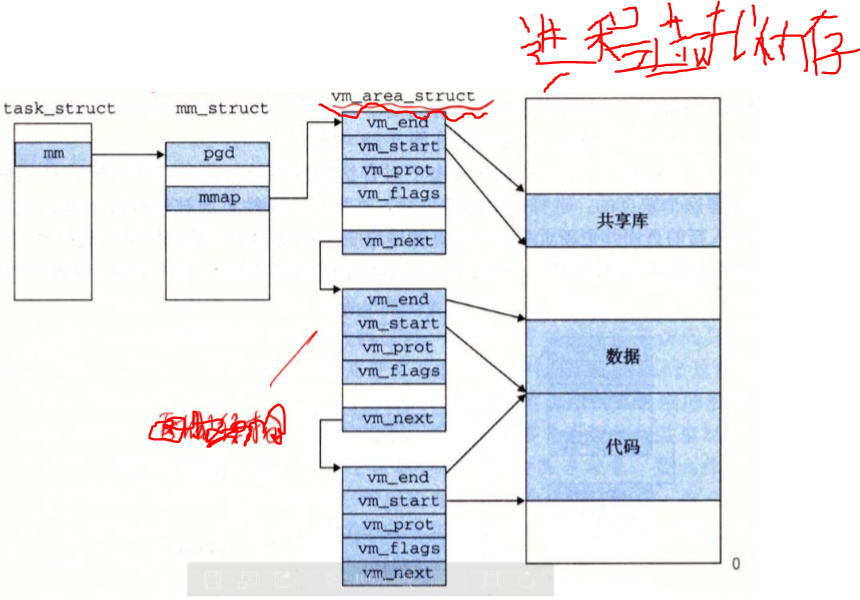 进程虚拟内存
task_struct
mm
mm_struct
pgd
mmap
vm_area_struct
vm_end
vm_start
vm_prot
vm_flags
vm_next
vm_end
vm_start
vm_prot
vm_flags
vm_next
vm_end
vm_start
vm_prot
vm_flags
vm_next
共享库
数据
代码
0